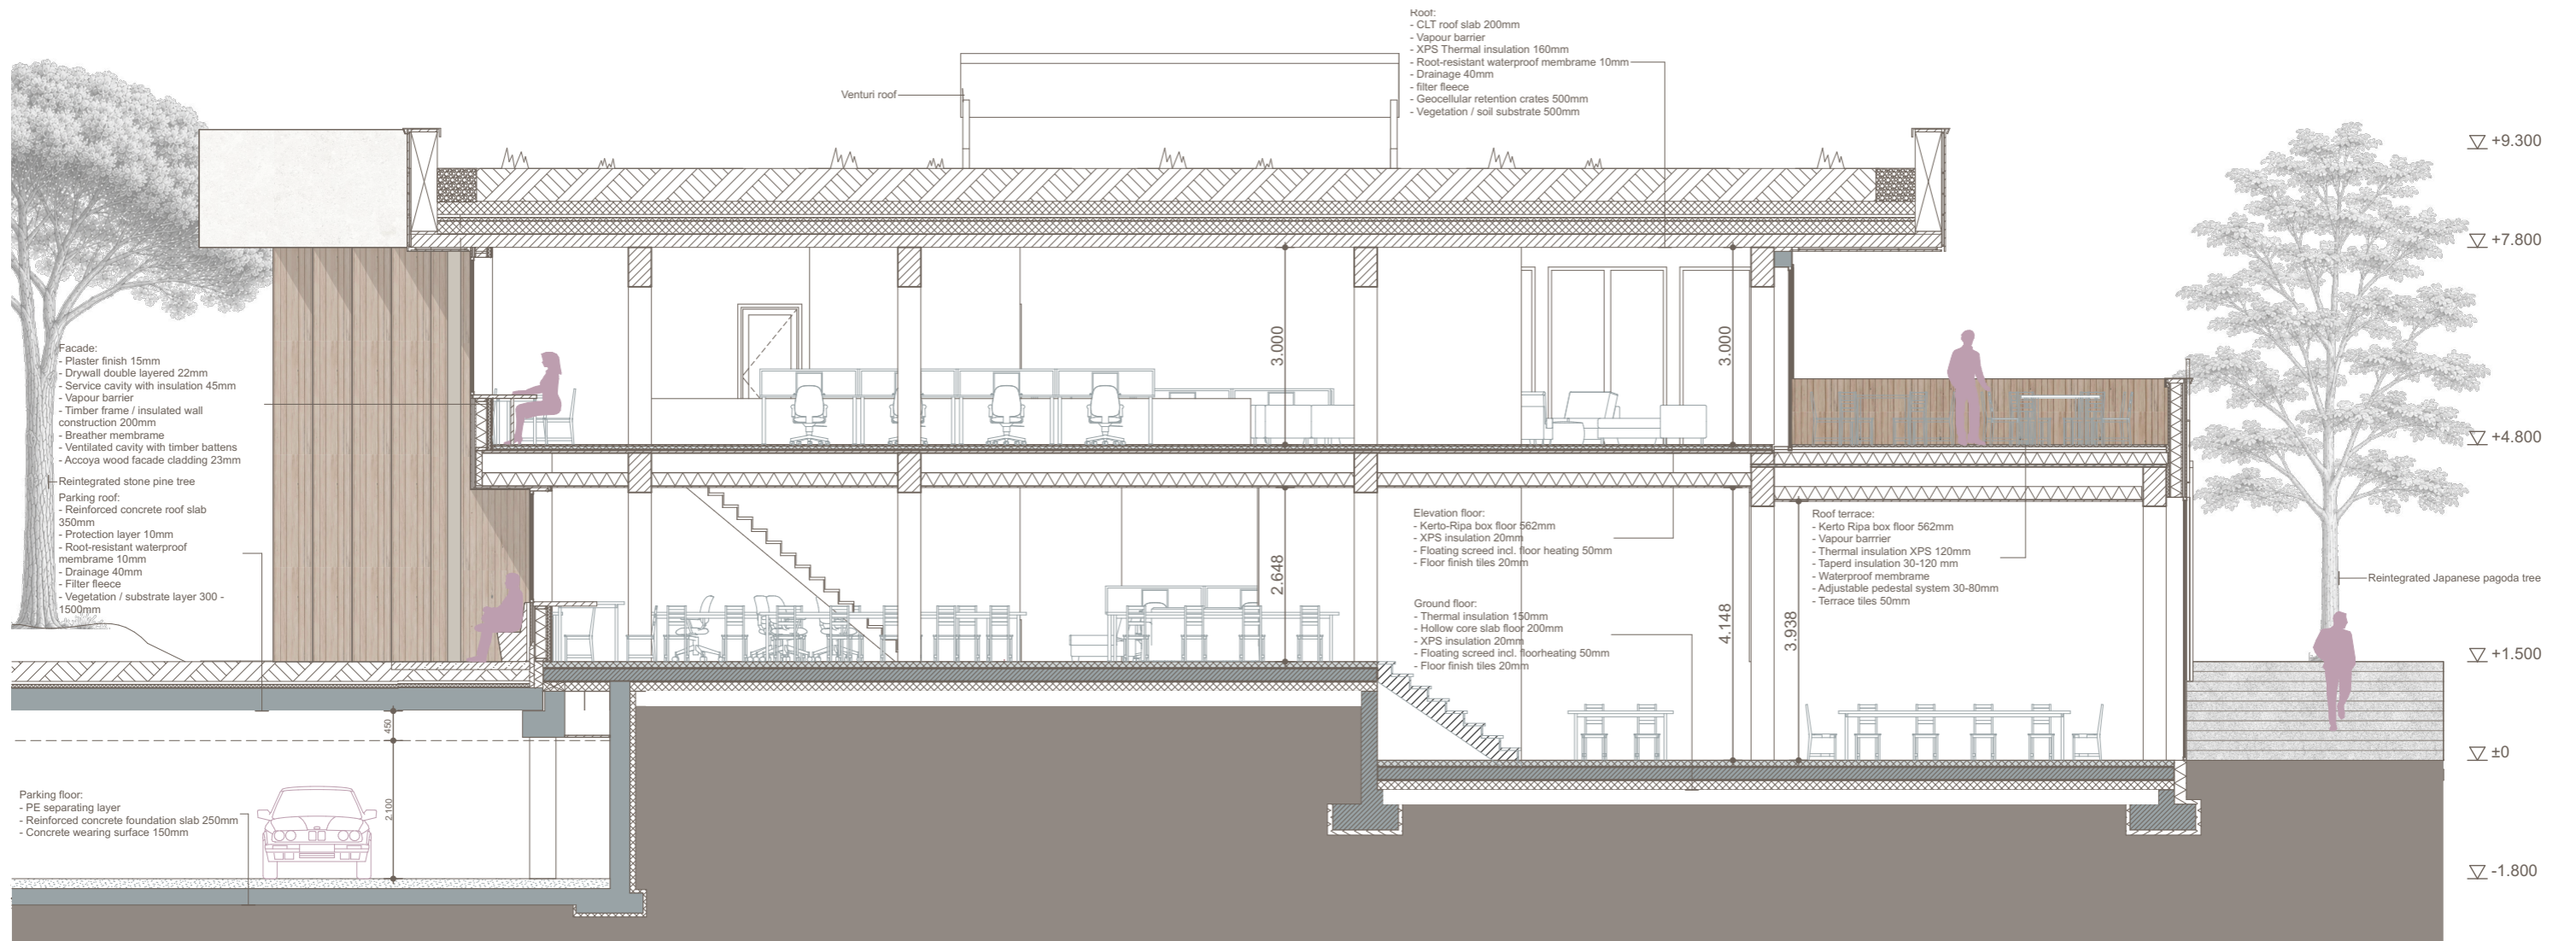 Roof:
- CLT roof slab 200mm
- Vapour barrier
- XPS Thermal insulation 160mm
- Root-resistant waterproof membrame 10mm
- Drainage 40mm
- filter fleece
- Geocellular retention crates 500mm
- Vegetation / soil substrate 500mm
Venturi roof
+9.300
+7.800
+4.800
+1.500
±0
-1.800
3.000
3.000
Facade:
- Plaster finish 15mm
- Drywall double layered 22mm
- Service cavity with insulation 45mm
- Vapour barrier
- Timber frame / insulated wall
construction 200mm
- Breather membrame
- Ventilated cavity with timber battens
- Accoya wood facade cladding 23mm
Reintegrated stone pine tree
Parking roof:
- Reinforced concrete roof slab
350mm
- Protection layer 10mm
- Root-resistant waterproof
membrame 10mm
- Drainage 40mm
- Filter fleece
- Vegetation / substrate layer 300 -
1500mm
Elevation floor:
- Kerto-Ripa box floor 562mm
- XPS insulation 20mm
- Floating screed incl. floor heating 50mm
- Floor finish tiles 20mm
Ground floor:
- Thermal insulation 150mm
- Hollow core slab floor 200mm
- XPS insulation 20mm
- Floating screed incl. floorheating 50mm
- Floor finish tiles 20mm
Roof terrace:
- Kerto Ripa box floor 562mm
- Vapour barrrier
- Thermal insulation XPS 120mm
- Taperd insulation 30-120 mm
- Waterproof membrame
- Adjustable pedestal system 30-80mm
- Terrace tiles 50mm
Reintegrated Japanese pagoda tree
2.648
4.148
3.938
450
2.100
Parking floor:
- PE separating layer
- Reinforced concrete foundation slab 250mm
- Concrete wearing surface 150mm